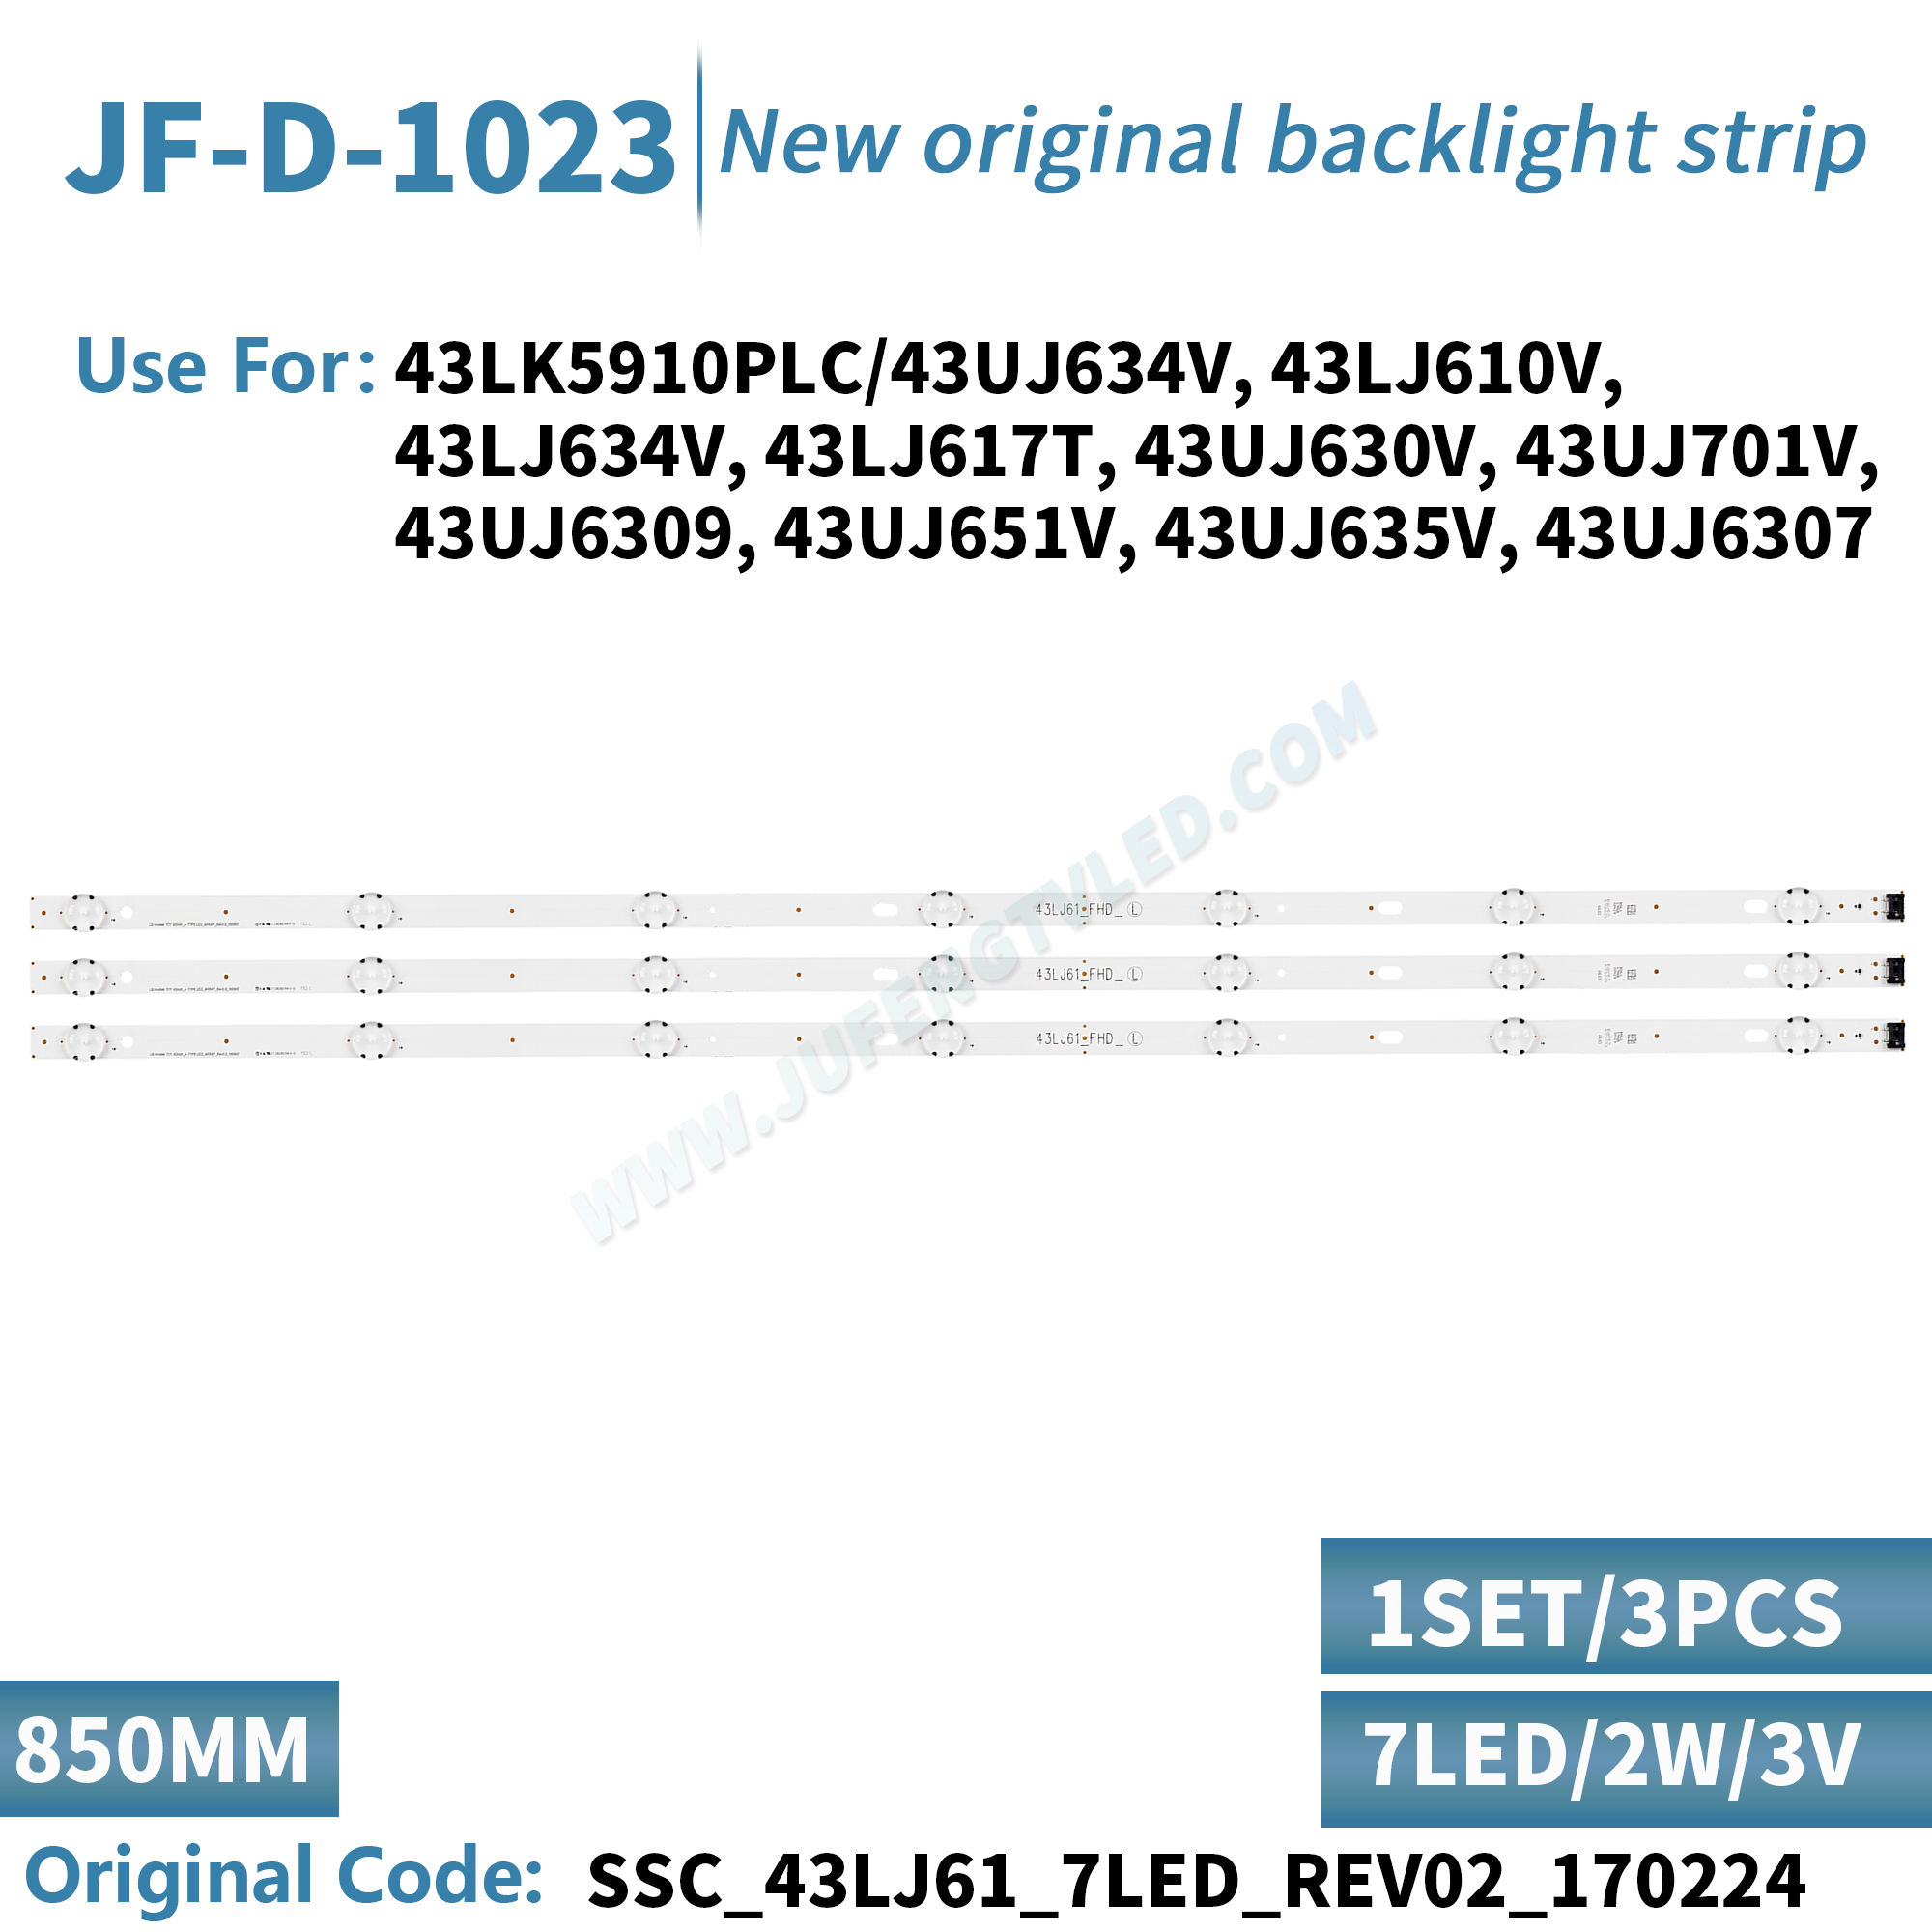 JF-D-1023
New original backlight strip
Use For: 43LK5910PLC/43UJ634V, 43LJ610V,
43LJ634V, 43LJ617T, 43UJ630V, 43UJ701V,
43UJ6309, 43UJ651V, 43UJ635V, 43UJ6307
WWW.JUFENGTVLED.COM
43LJ61_FHD_ L
43LJ61_FHD_ L
43LJ61_FHD_ L
1SET/3PCS
7LED/2W/3V
850MM
Original Code: SSC_43LJ61_7LED_REV02_170224